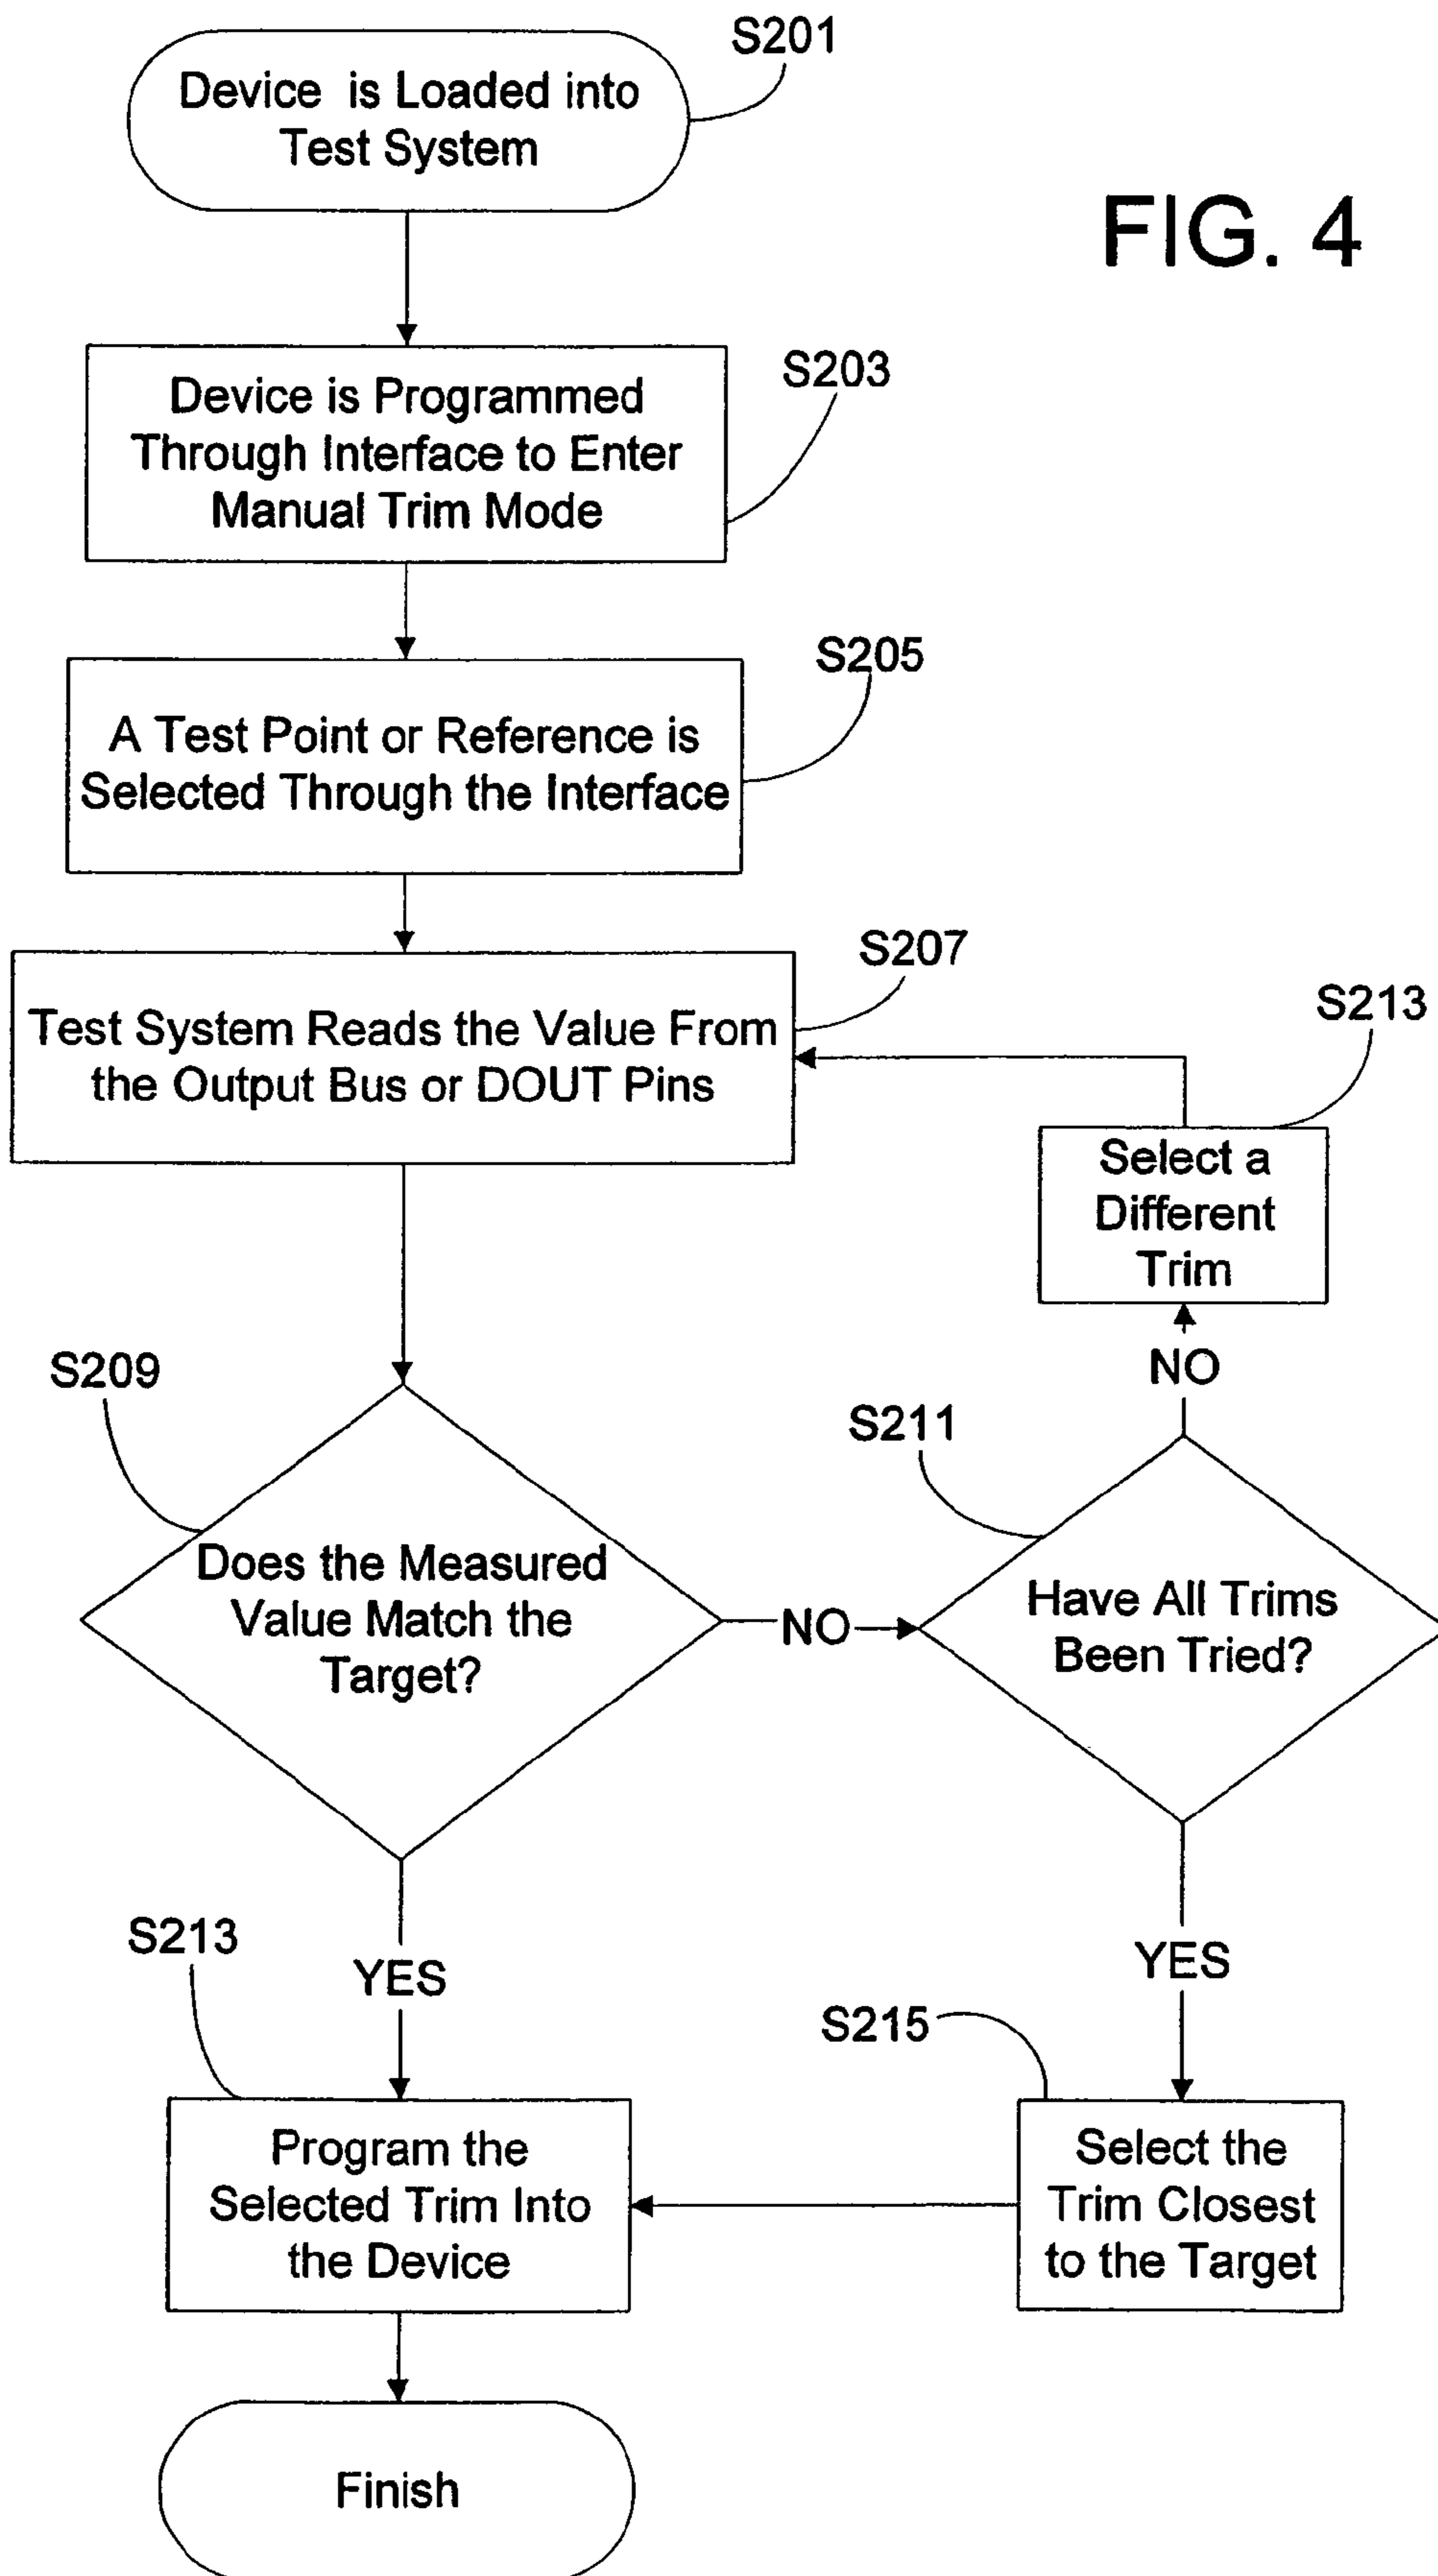 S201
Device is Loaded into
Test System
FIG. 4
S203
Device is Programmed
Through Interface to Enter
Manual Trim Mode
S205
A Test Point or Reference is
Selected Through the Interface
S207
Test System Reads the Value From
the Output Bus or DOUT Pins
S213
Select a
Different
Trim
NO
S209
Does the Measured
Value Match the
Target?
NO
S211
Have All Trims
Been Tried?
YES
YES
S213
Program the
Selected Trim Into
the Device
S215
Select the
Trim Closest
to the Target
Finish